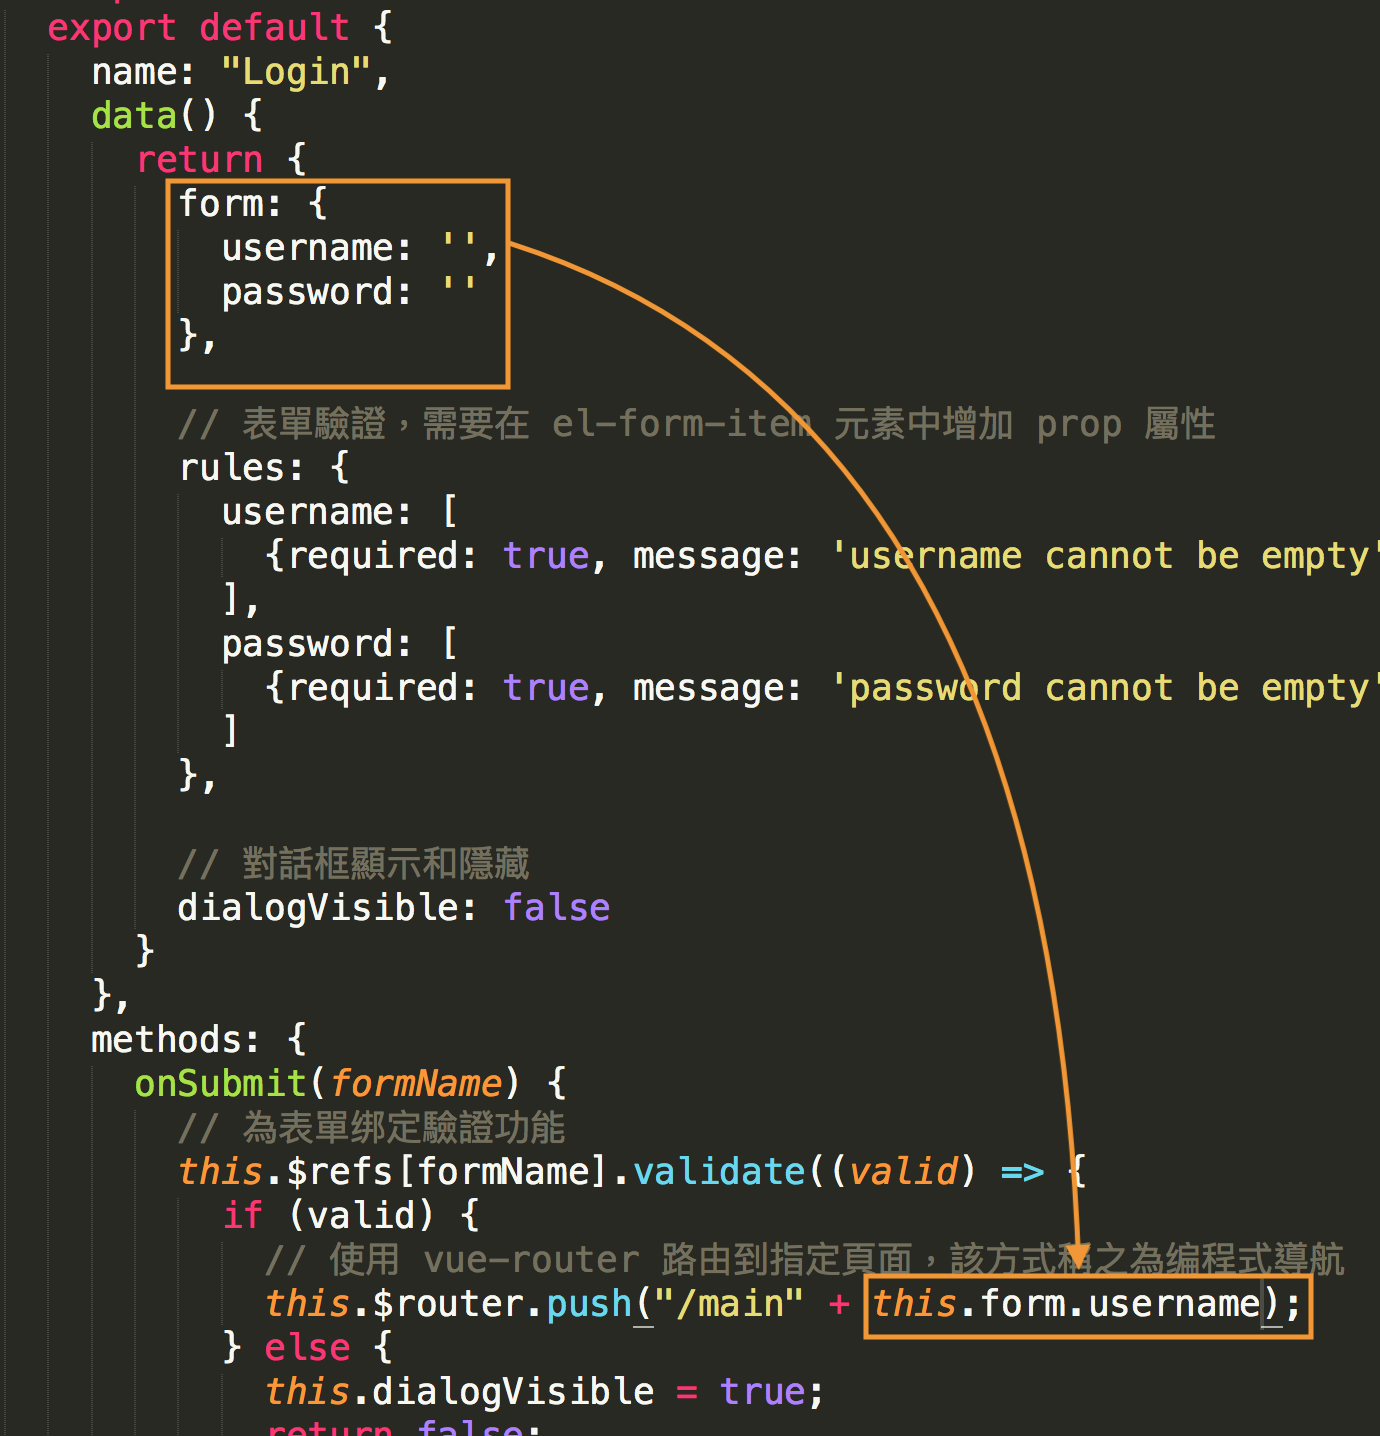 export default {
name: "Login",
data() {
return {
form: {
username: '',
password: ''
},
// 表單驗證，需要在 el-form-item 元素中增加 prop 屬性
rules: {
username: [
{required: true, message: 'username cannot be empty'
],
password: [
{required: true, message: 'password cannot be empty'
]
},
// 對話框顯示和隱藏
dialogVisible: false
}
},
methods: {
onSubmit(formName) {
// 為表單绑定驗證功能
this.$refs[formName].validate((valid) => {
if (valid) {
// 使用 vue-router 路由到指定頁面，該方式稱之為编程式導航
this.$router.push("/main" + this.form.username);
} else {
this.dialogVisible = true;
return false;